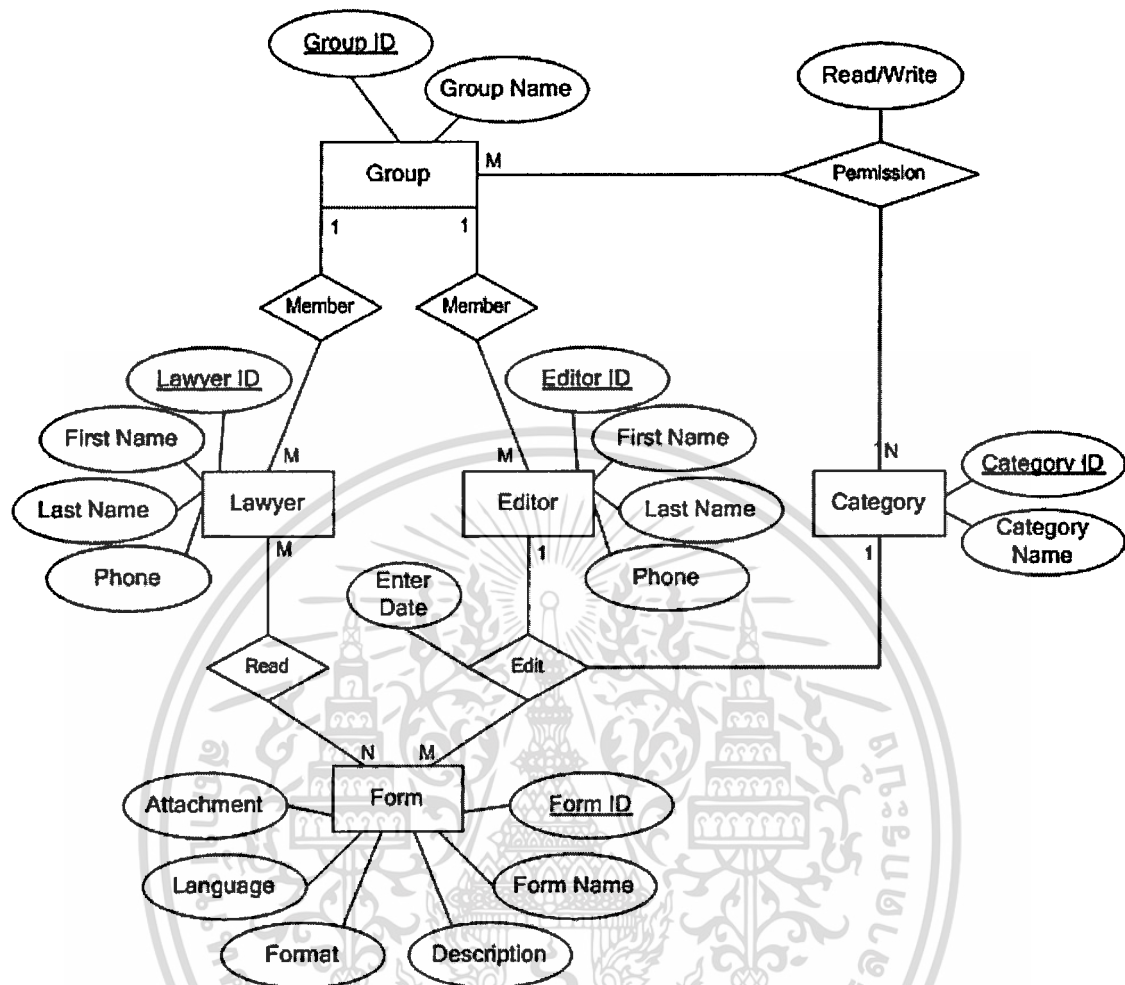 Group ID
Group Name
Read/Write
Group
M
Permission
1
1
Member
Member
Lawyer ID
Editor ID
First Name
First Name
M
M
N
Category ID
Last Name
Lawyer
Editor
Last Name
Category
Category
Name
M
1
1
Phone
Enter
Date
Phone
Read
Edit
N
M
Attachment
Form
Form ID
Language
Form Name
Format
Description